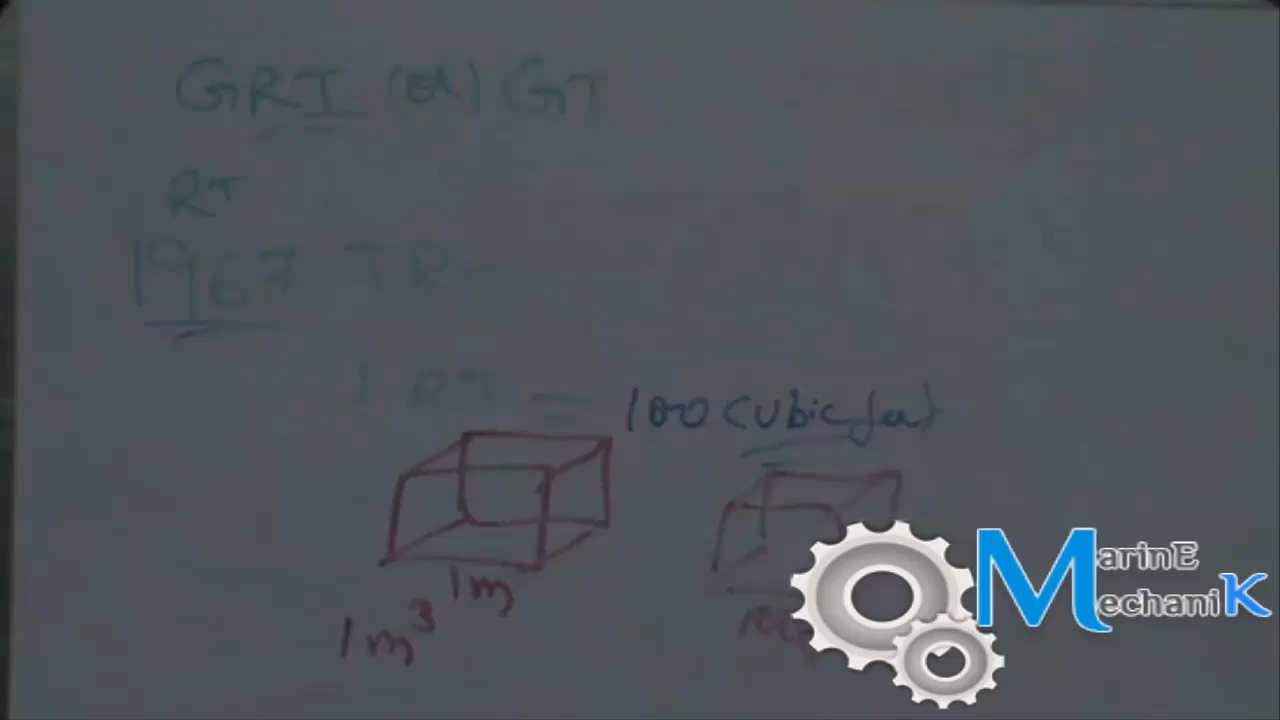 GRT (or) GT
RT
1967 TR
1 RT = 100 cubic feet
1m
1m³
MarinE
MechaniK